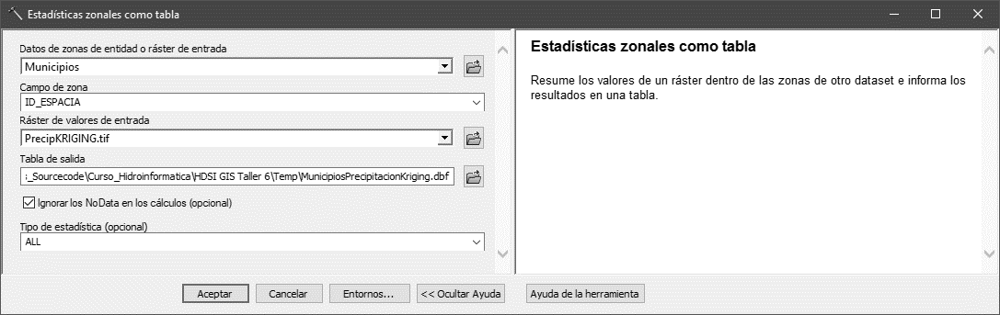 Estadísticas zonales como tabla
Datos de zonas de entidad o ráster de entrada
Municipios
Campo de zona
ID_ESPACIA
Ráster de valores de entrada
PrecipKRIGING.tif
Tabla de salida
:_Sourcecode\Curso_Hidroinformatica\HDSI GIS Taller 6\Temp\MunicipiosPrecipitacionKriging.dbf
Ignorar los NoData en los cálculos (opcional)
Tipo de estadística (opcional)
ALL
Estadísticas zonales como tabla
Resume los valores de un ráster dentro de las zonas de otro dataset e informa los
resultados en una tabla.
Aceptar
Cancelar
Entornos...
<< Ocultar Ayuda
Ayuda de la herramienta